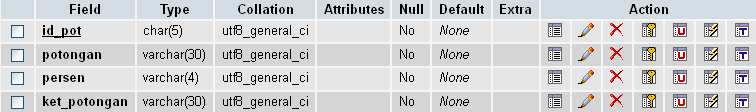 Field Type Collation Attributes Null Default Extra Action
id_pot char(5) utf8_general_ci No None
potongan varchar(30) utf8_general_ci No None
persen varchar(4) utf8_general_ci No None
ket_potongan varchar(30) utf8_general_ci No None